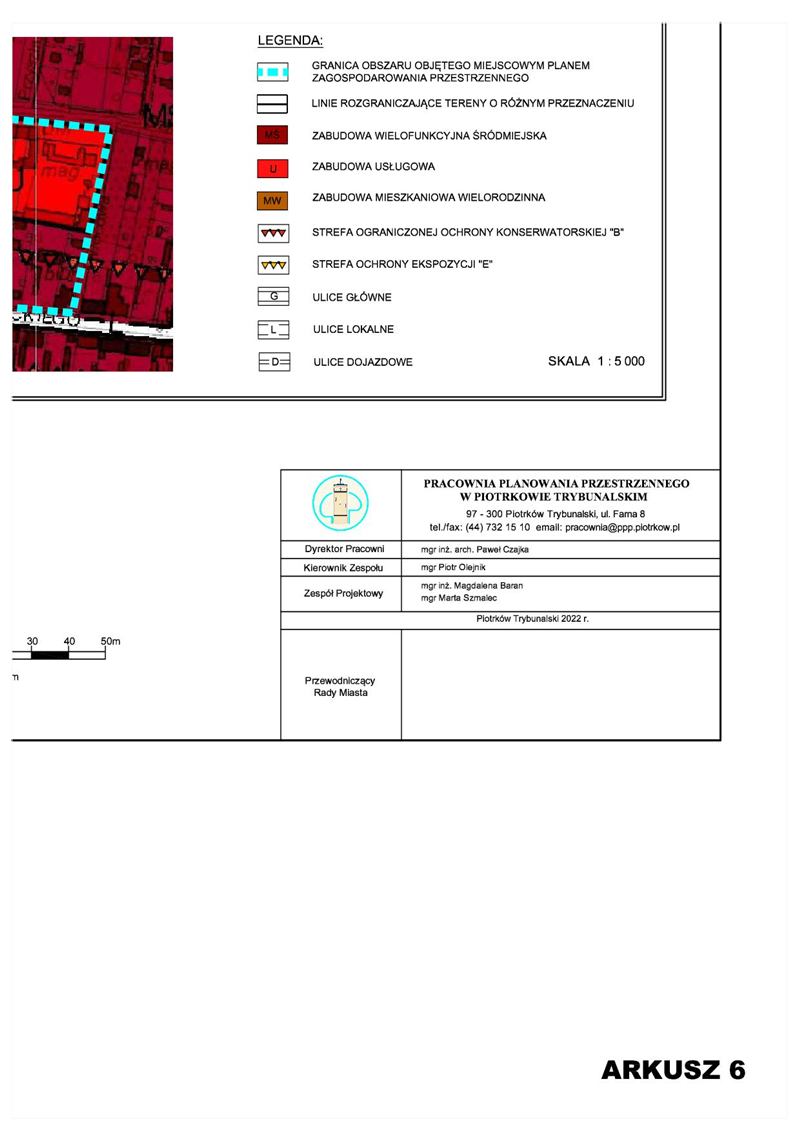 LEGENDA:
GRANICA OBSZARU OBJĘTEGO MIEJSCOWYM PLANEM
ZAGOSPODAROWANIA PRZESTRZENNEGO
LINIE ROZGRANICZAJĄCE TERENY O RÓŻNYM PRZEZNACZENIU
MŚ ZABUDOWA WIELOFUNKCYJNA ŚRÓDMIEJSKA
U ZABUDOWA USŁUGOWA
MW ZABUDOWA MIESZKANIOWA WIELORODZINNA
STREFA OGRANICZONEJ OCHRONY KONSERWATORSKIEJ "B"
STREFA OCHRONY EKSPOZYCJI "E"
G ULICE GŁÓWNE
L ULICE LOKALNE
D ULICE DOJAZDOWE
SKALA 1 : 5 000
mag
PRACOWNIA PLANOWANIA PRZESTRZENNEGO
W PIOTRKOWIE TRYBUNALSKIM
97 - 300 Piotrków Trybunalski, ul. Farna 8
tel./fax: (44) 732 15 10 email: pracownia@ppp.piotrkow.pl
Dyrektor Pracowni mgr inż. arch. Paweł Czajka
Kierownik Zespołu mgr Piotr Olejnik
Zespół Projektowy
mgr inż. Magdalena Baran
mgr Marta Szmalec
Piotrków Trybunalski 2022 r.
30 40 50m
m
Przewodniczący
Rady Miasta
ARKUSZ 6